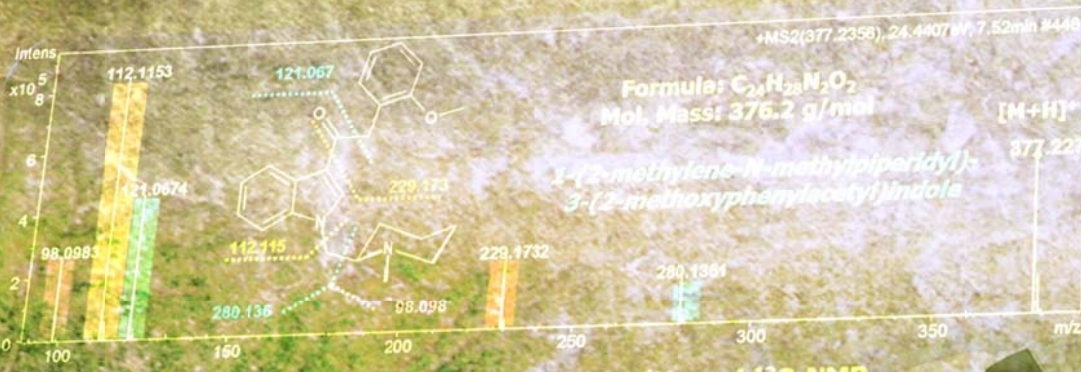 Intens
+MS2(377.2358), 24.4407eV, 7.52min #448
x10 5
8
112.1153
121.067
Formula: C24H28N2O2
Mol. Mass: 376.2 g/mol
[M+H]+
O
O
377.227
6
121.0674
229.173
1-(2-methylene-N-methylpiperidyl)-
3-(2-methoxyphenylacetyl)indole
4
N
98.0983
112.115
N
229.1732
280.1361
2
280.136
98.098
0
100
150
200
250
300
350
m/z
13C-NMR